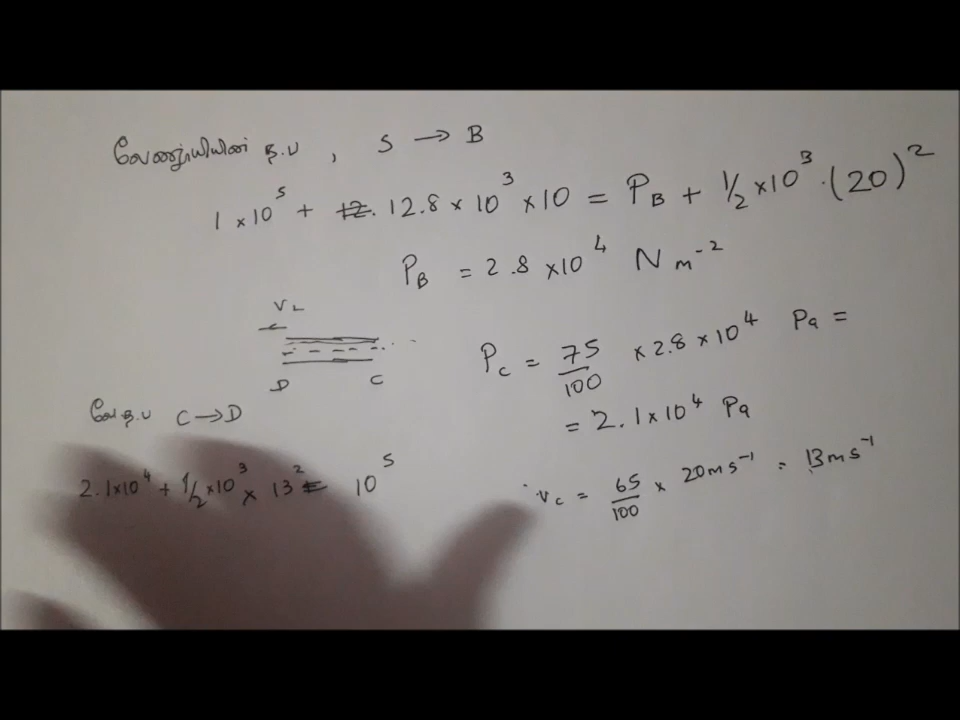 S → B
1 × 10⁵ + 12. 12.8 × 10³ × 10 = P_B + ½ × 10³ · (20)²
P_B = 2.8 × 10⁴ N m⁻²
V_L
D C
P_C = 75/100 × 2.8 × 10⁴ Pa =
= 2.1 × 10⁴ Pa
C → D
2.1 × 10⁴ + ½ × 10³ × 13² = 10⁵
V_C = 65/100 × 20 m s⁻¹ = 13 m s⁻¹